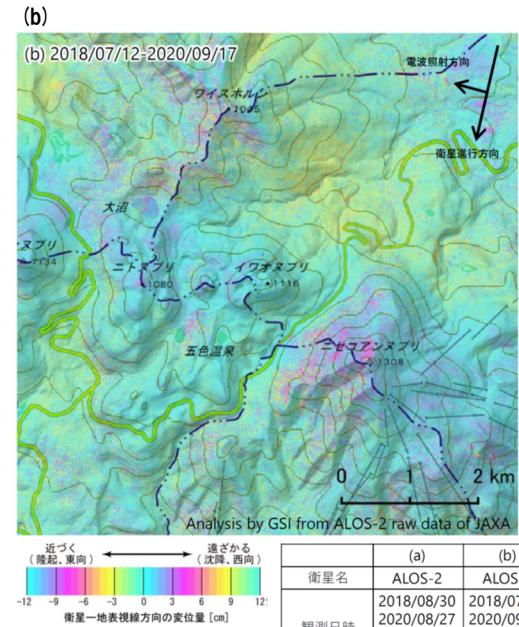 (b)
(b) 2018/07/12-2020/09/17
電波照射方向
ワイスホルン
1045
衛星進行方向
大沼
ヌプリ
1134
ニトヌプリ
1080
イワオヌプリ
1116
五色温泉
ニセコアンヌプリ
1308
0 1 2 km
Analysis by GSI from ALOS-2 raw data of JAXA
近づく
(隆起、東向)
遠ざかる
(沈降、西向)
-12 -9 -6 -3 0 3 6 9 12
衛星－地表視線方向の変位量 [cm]
(a) (b)
衛星名 ALOS-2 ALOS
観測日時
2018/08/30 2018/07
2020/08/27 2020/09